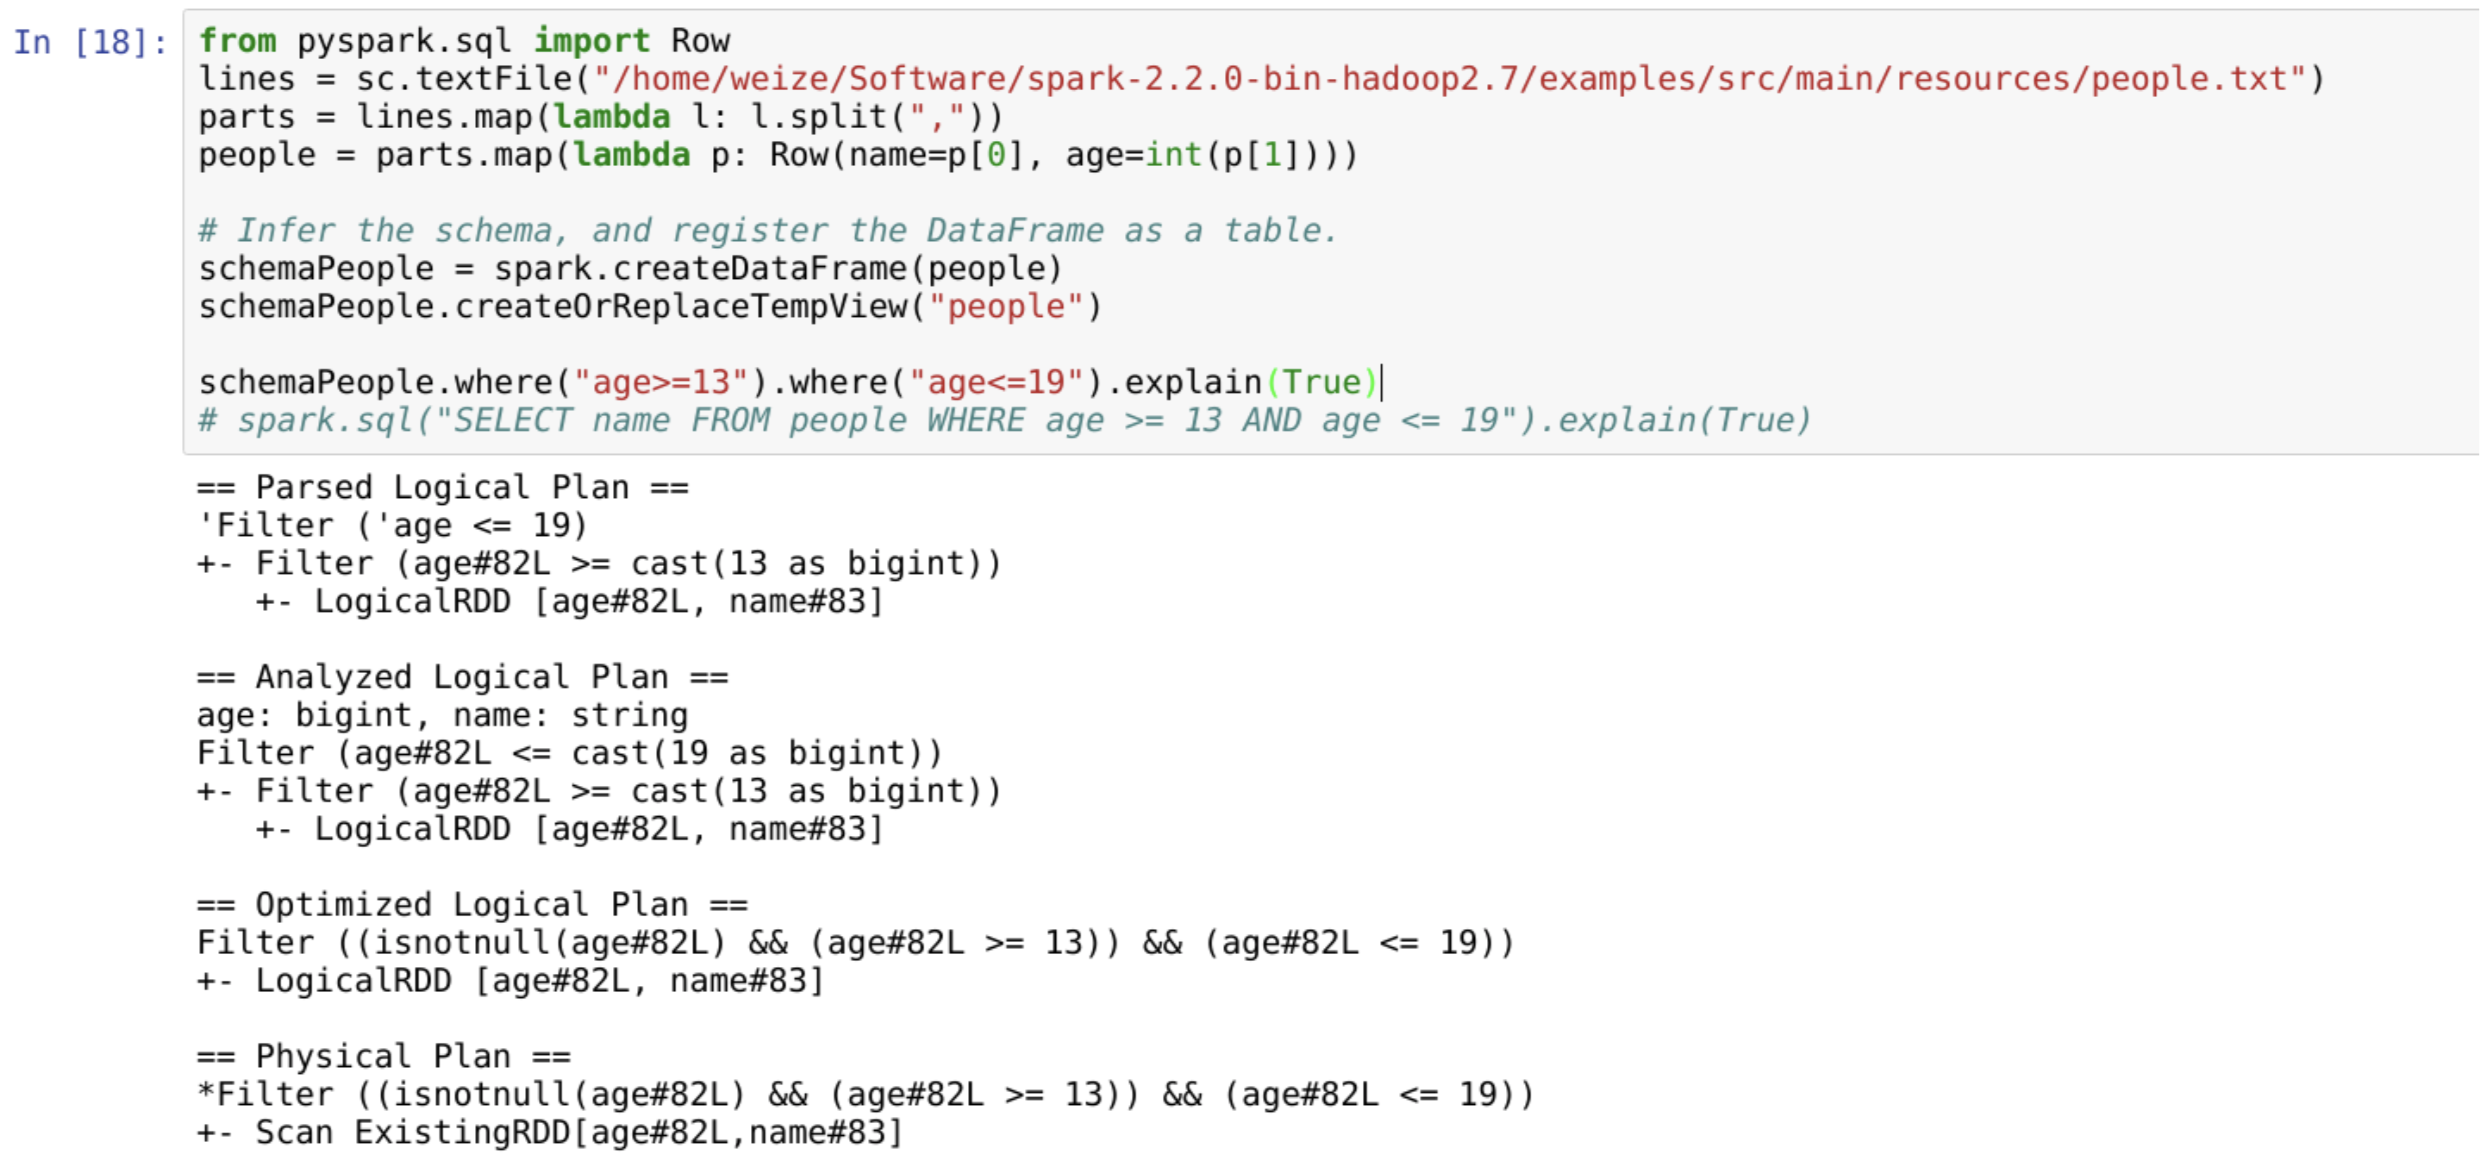 In [18]:
from pyspark.sql import Row
lines = sc.textFile("/home/weize/Software/spark-2.2.0-bin-hadoop2.7/examples/src/main/resources/people.txt")
parts = lines.map(lambda l: l.split(","))
people = parts.map(lambda p: Row(name=p[0], age=int(p[1])))
# Infer the schema, and register the DataFrame as a table.
schemaPeople = spark.createDataFrame(people)
schemaPeople.createOrReplaceTempView("people")
schemaPeople.where("age>=13").where("age<=19").explain(True)
# spark.sql("SELECT name FROM people WHERE age >= 13 AND age <= 19").explain(True)
== Parsed Logical Plan ==
'Filter ('age <= 19)
+- Filter (age#82L >= cast(13 as bigint))
   +- LogicalRDD [age#82L, name#83]
== Analyzed Logical Plan ==
age: bigint, name: string
Filter (age#82L <= cast(19 as bigint))
+- Filter (age#82L >= cast(13 as bigint))
   +- LogicalRDD [age#82L, name#83]
== Optimized Logical Plan ==
Filter ((isnotnull(age#82L) && (age#82L >= 13)) && (age#82L <= 19))
+- LogicalRDD [age#82L, name#83]
== Physical Plan ==
*Filter ((isnotnull(age#82L) && (age#82L >= 13)) && (age#82L <= 19))
+- Scan ExistingRDD[age#82L,name#83]